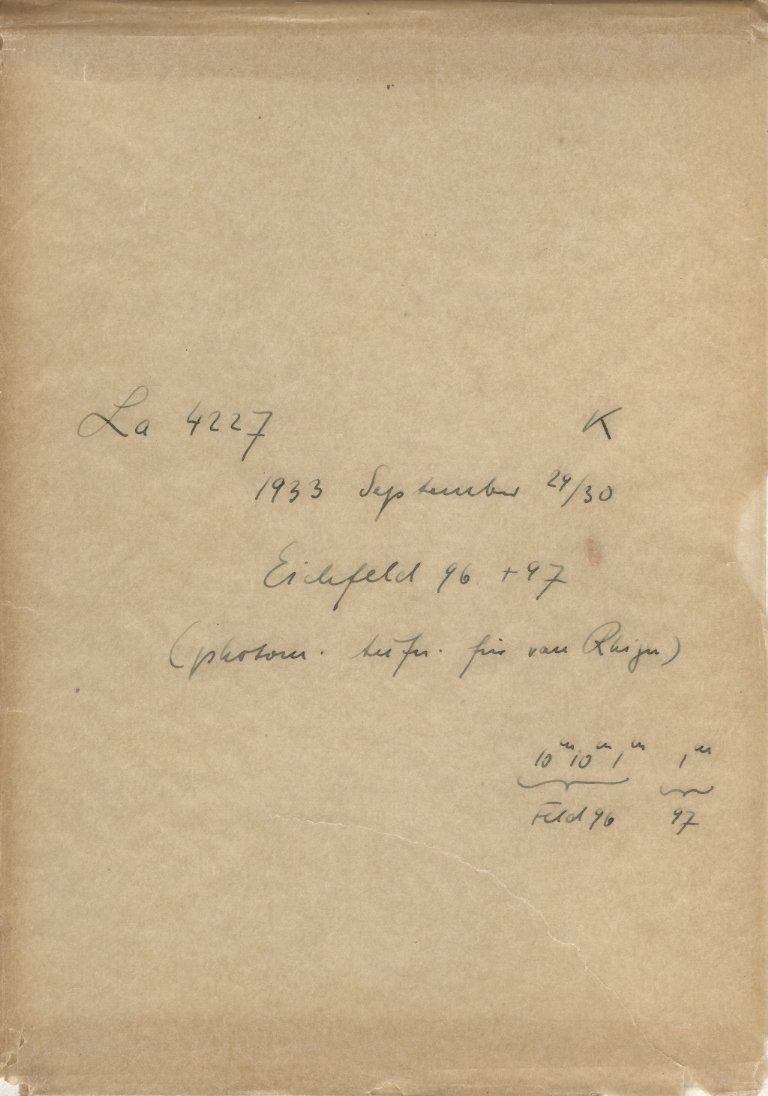 La 4227 K
1933 September 29/30
Eichfeld 96 + 97
(photom. Aufn. für van Rhijn)
10ᵐ 10ᵐ 1ᵐ 1ᵐ
Feld 96 97